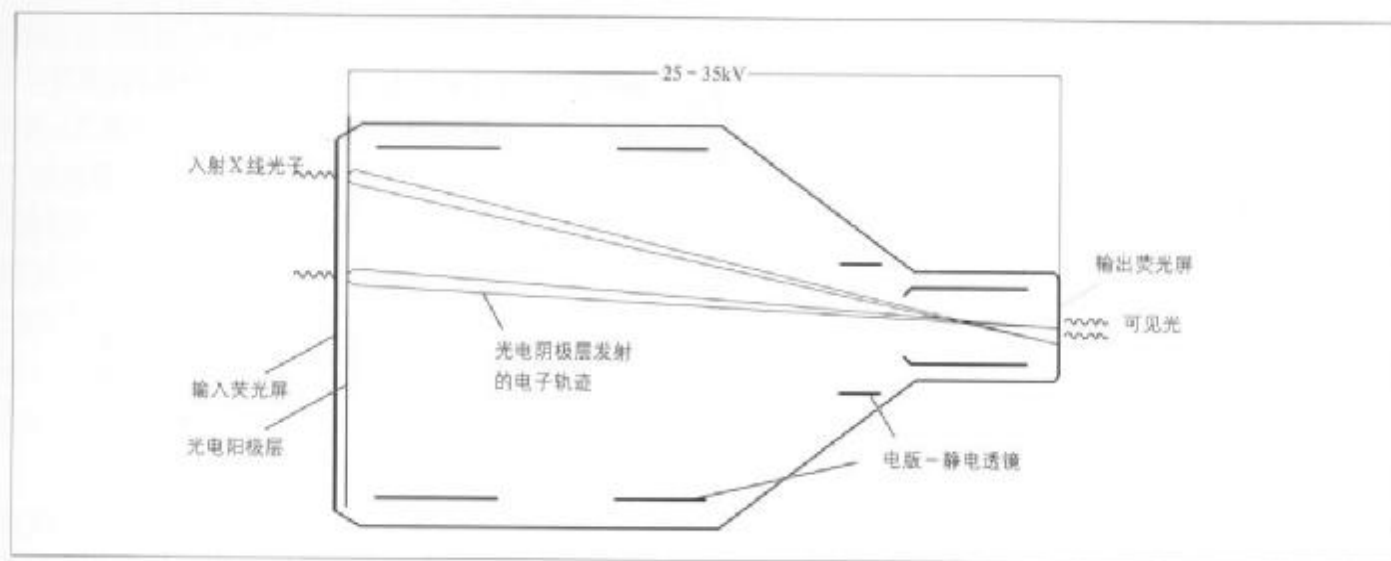 25~35kV
入射X线光子
输出荧光屏
可见光
光电阴极层发射
的电子轨迹
输入荧光屏
光电阳极层
电版-静电透镜